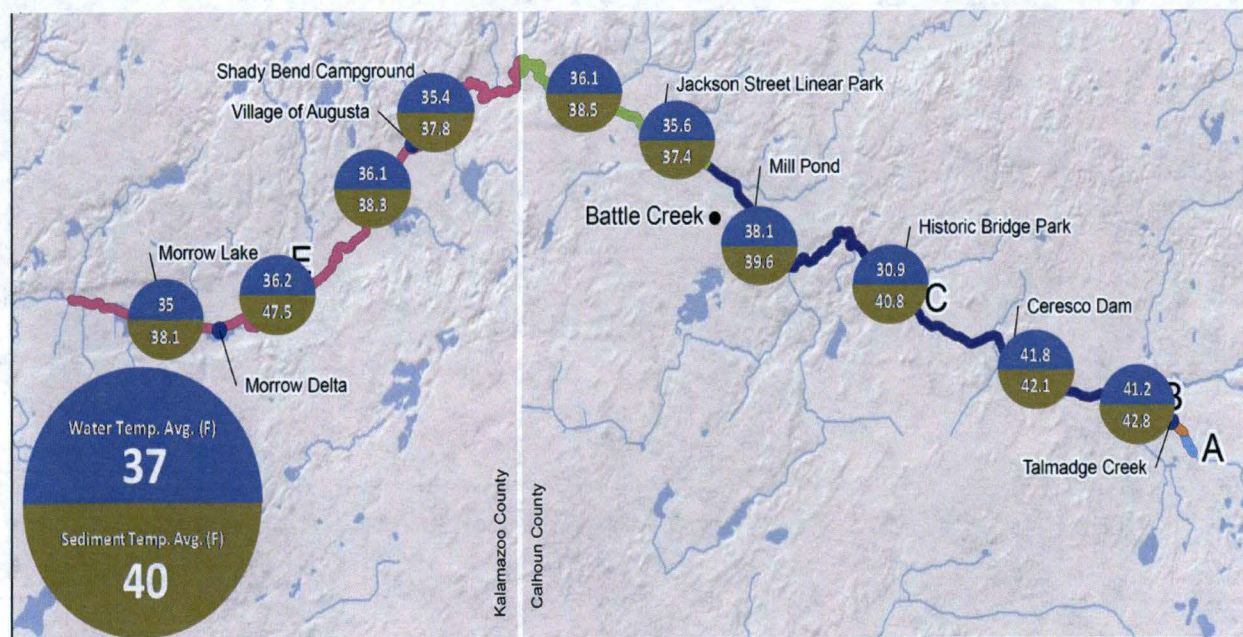 Shady Bend Campground
Village of Augusta
35.4
37.8
36.1
38.5
Jackson Street Linear Park
35.6
37.4
36.1
38.3
Mill Pond
Battle Creek
38.1
39.6
Historic Bridge Park
30.9
40.8
C
Morrow Lake
35
38.1
36.2
47.5
Morrow Delta
Ceresco Dam
41.8
42.1
41.2
42.8
B
A
Talmadge Creek
Water Temp. Avg. (F)
37
Sediment Temp. Avg. (F)
40
Kalamazoo County
Calhoun County